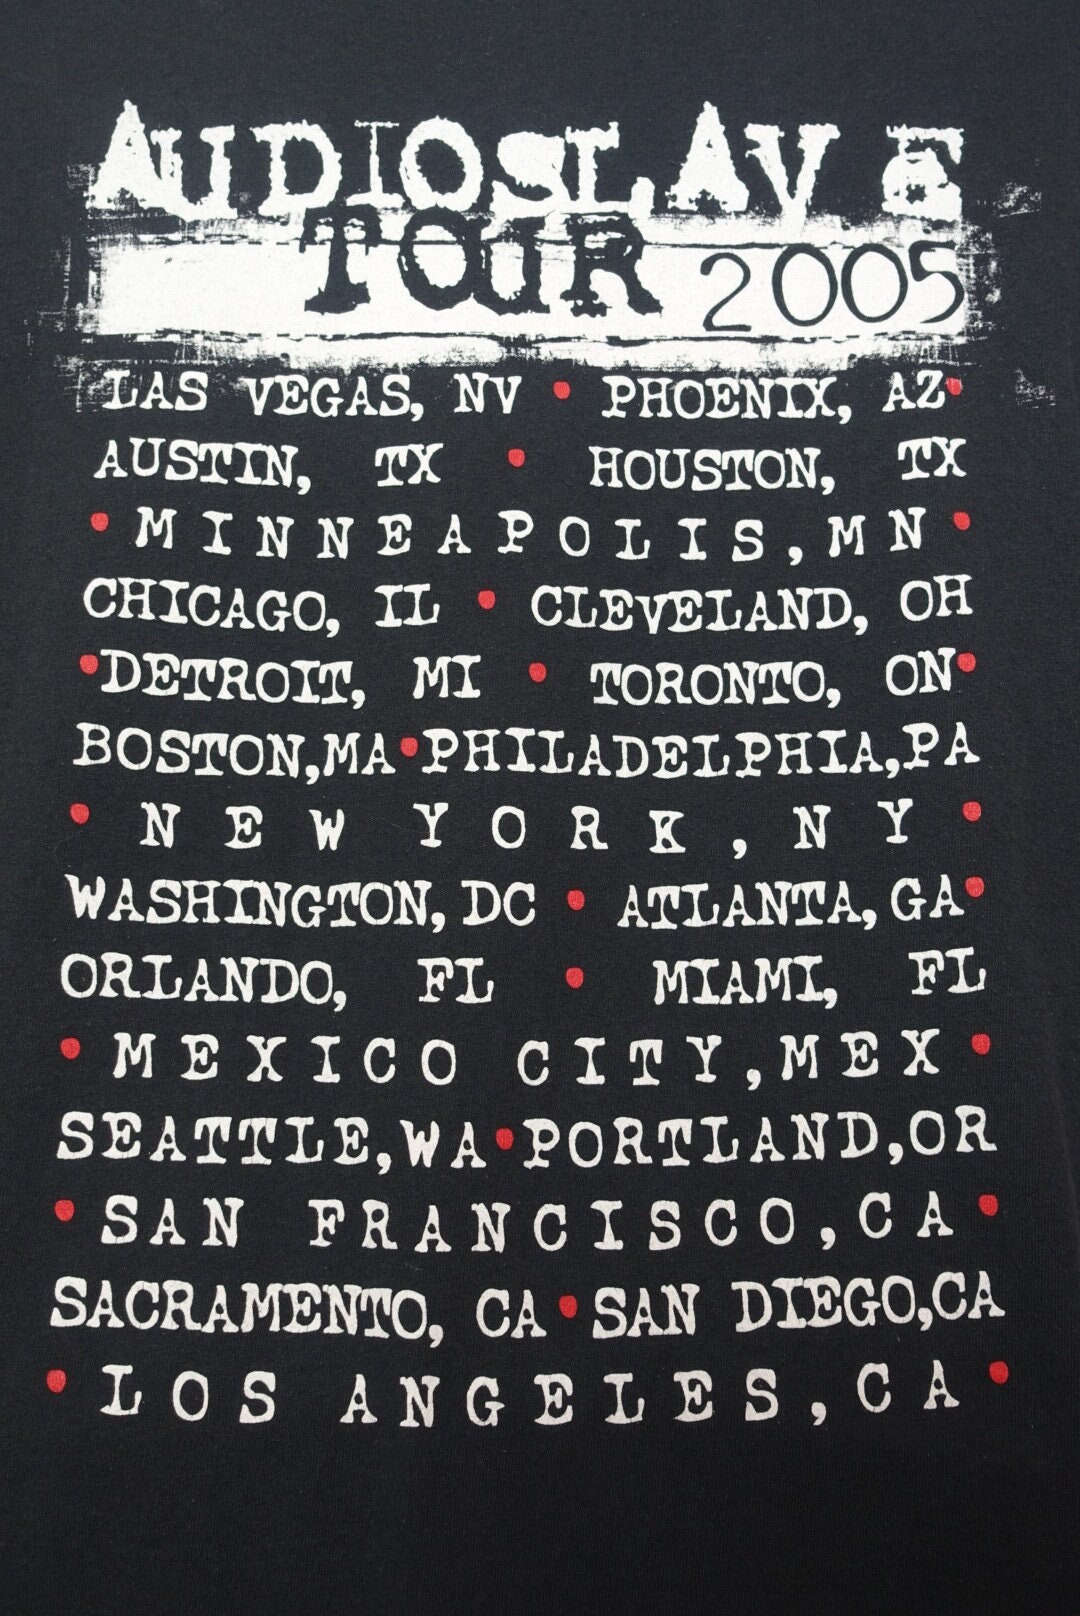 AUDIOSLAVE
TOUR 2005
LAS VEGAS, NV • PHOENIX, AZ•
AUSTIN, TX • HOUSTON, TX
• MINNEAPOLIS,MN •
CHICAGO, IL • CLEVELAND, OH
•DETROIT, MI • TORONTO, ON•
BOSTON,MA•PHILADELPHIA,PA
• NEW YORK,NY •
WASHINGTON,DC • ATLANTA,GA•
ORLANDO, FL • MIAMI, FL
• MEXICO CITY,MEX •
SEATTLE,WA•PORTLAND,OR
• SAN FRANCISCO,CA •
SACRAMENTO, CA•SAN DIEGO,CA
• LOS ANGELES,CA •